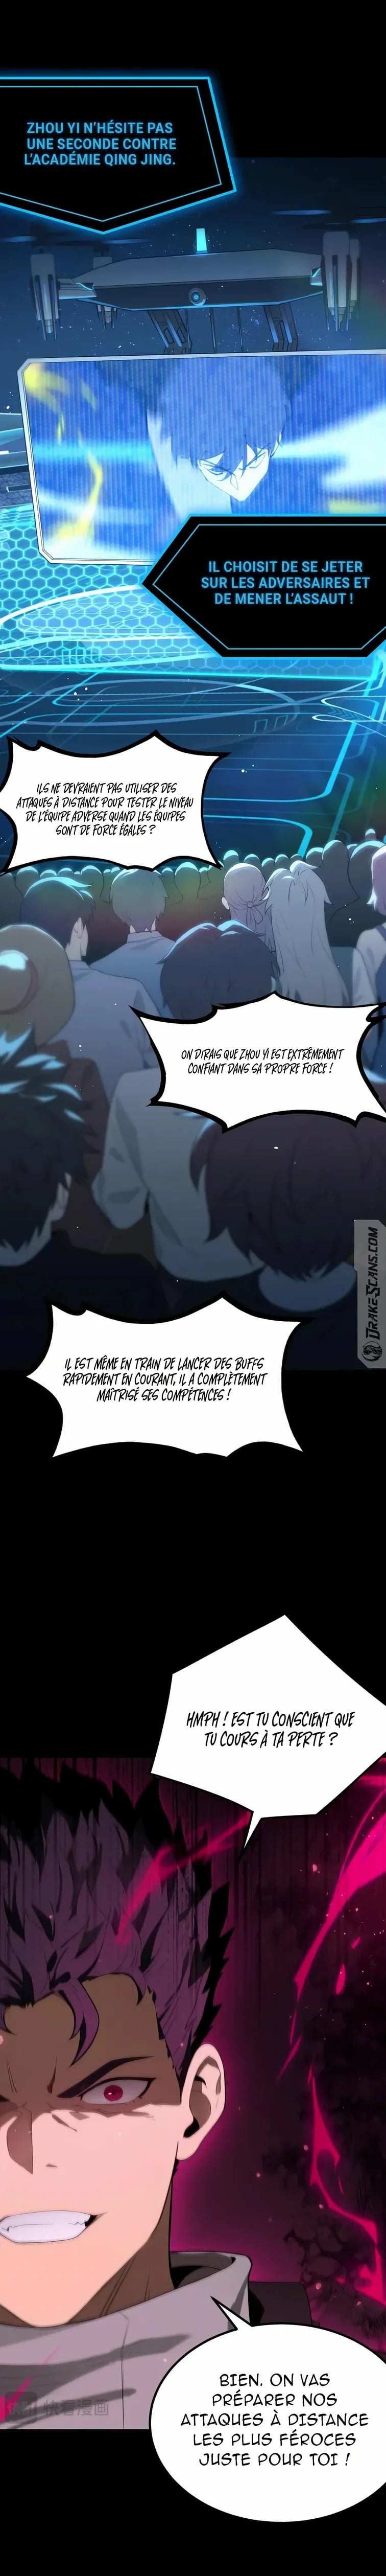 ZHOU YI N'HÉSITE PAS
UNE SECONDE CONTRE
L'ACADÉMIE QING JING.
IL CHOISIT DE SE JETER
SUR LES ADVERSAIRES ET
DE MENER L'ASSAUT !
ILS NE DEVRAIENT PAS UTILISER DES
ATTAQUES À DISTANCE POUR TESTER LE NIVEAU
DE L'ÉQUIPE ADVERSE QUAND LES ÉQUIPES
SONT DE FORCE ÉGALES ?
ON DIRAIS QUE ZHOU YI EST EXTRÊMEMENT
CONFIANT DANS SA PROPRE FORCE !
DRAKESCANS.COM
IL EST MÊME EN TRAIN DE LANCER DES BUFFS
RAPIDEMENT EN COURANT, IL A COMPLÈTEMENT
MAÎTRISÉ SES COMPÉTENCES !
HMPH ! EST TU CONSCIENT QUE
TU COURS À TA PERTE ?
快看漫画
BIEN. ON VAS
PRÉPARER NOS
ATTAQUES À DISTANCE
LES PLUS FÉROCES
JUSTE POUR TOI !